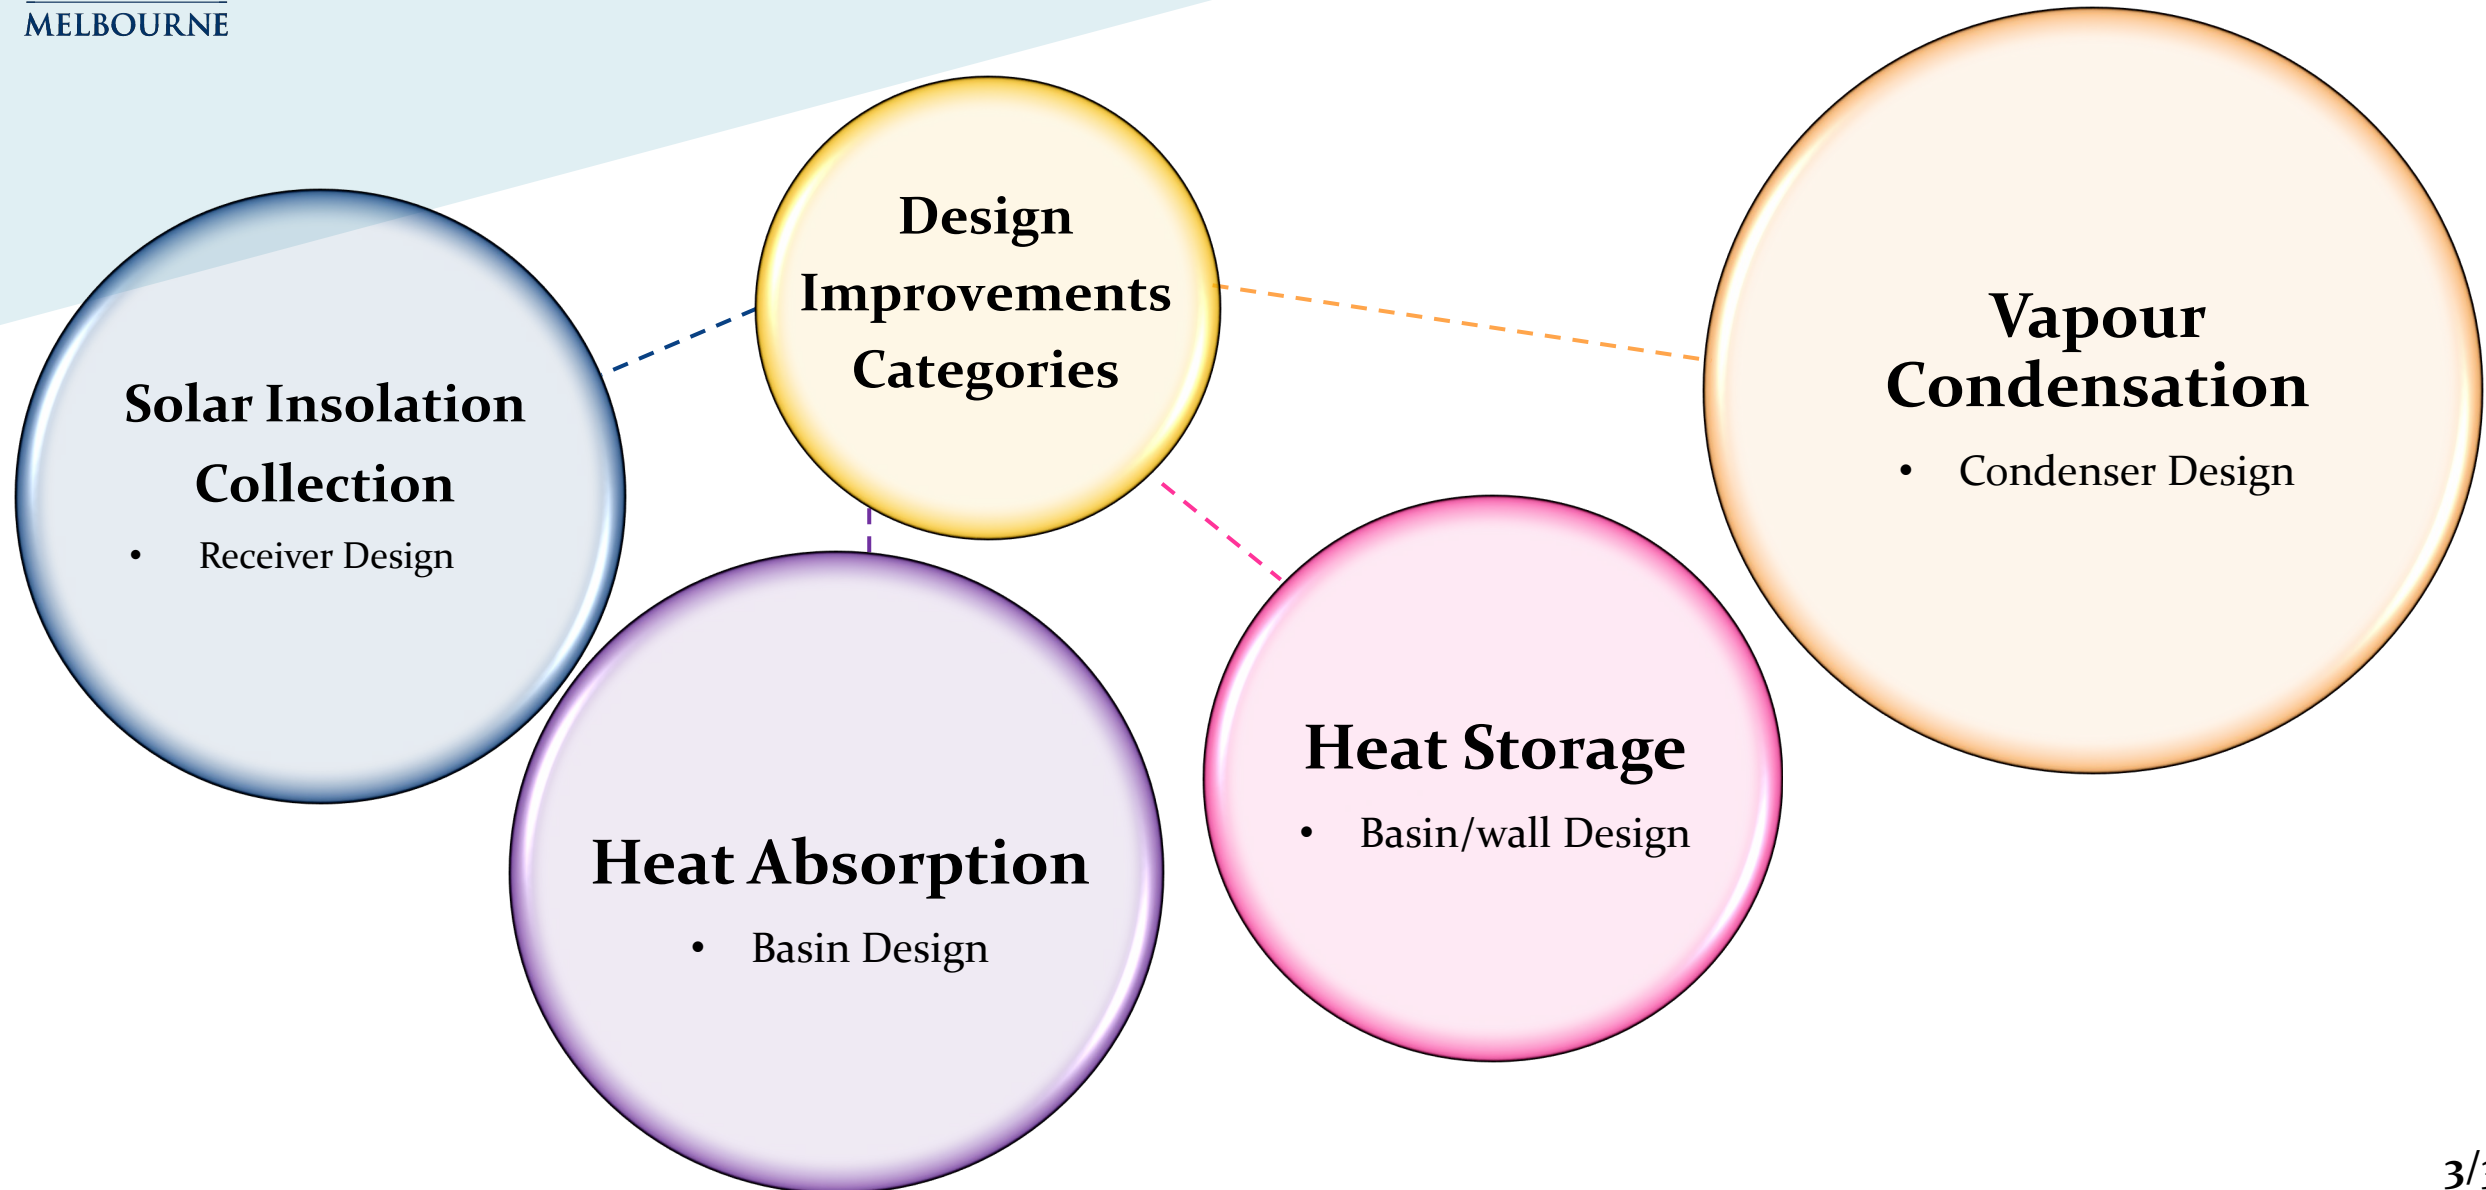 MELBOURNE
Design
Improvements
Categories
Solar Insolation
Collection
• Receiver Design
Heat Absorption
• Basin Design
Heat Storage
• Basin/wall Design
Vapour
Condensation
• Condenser Design
3/